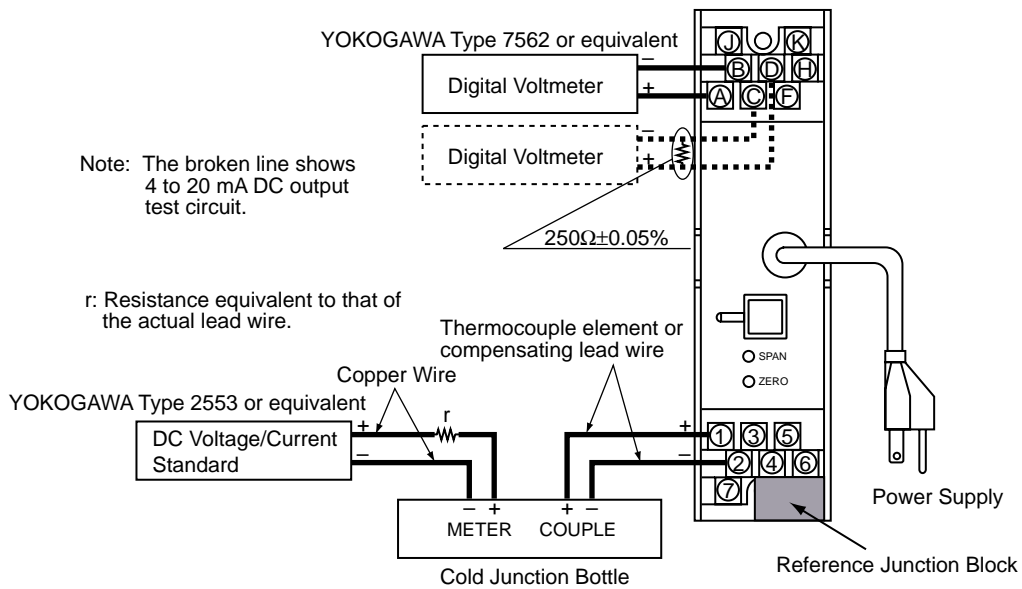 YOKOGAWA Type 7562 or equivalent
J K
–
B D H
Digital Voltmeter
+
A C F
–
Digital Voltmeter
+
Note: The broken line shows
4 to 20 mA DC output
test circuit.
250Ω±0.05%
r: Resistance equivalent to that of
the actual lead wire.
Thermocouple element or
compensating lead wire
SPAN
Copper Wire
ZERO
YOKOGAWA Type 2553 or equivalent
r
+
+
1 3 5
DC Voltage/Current
Standard
–
–
2 4 6
7
Power Supply
– + + –
METER COUPLE
Reference Junction Block
Cold Junction Bottle